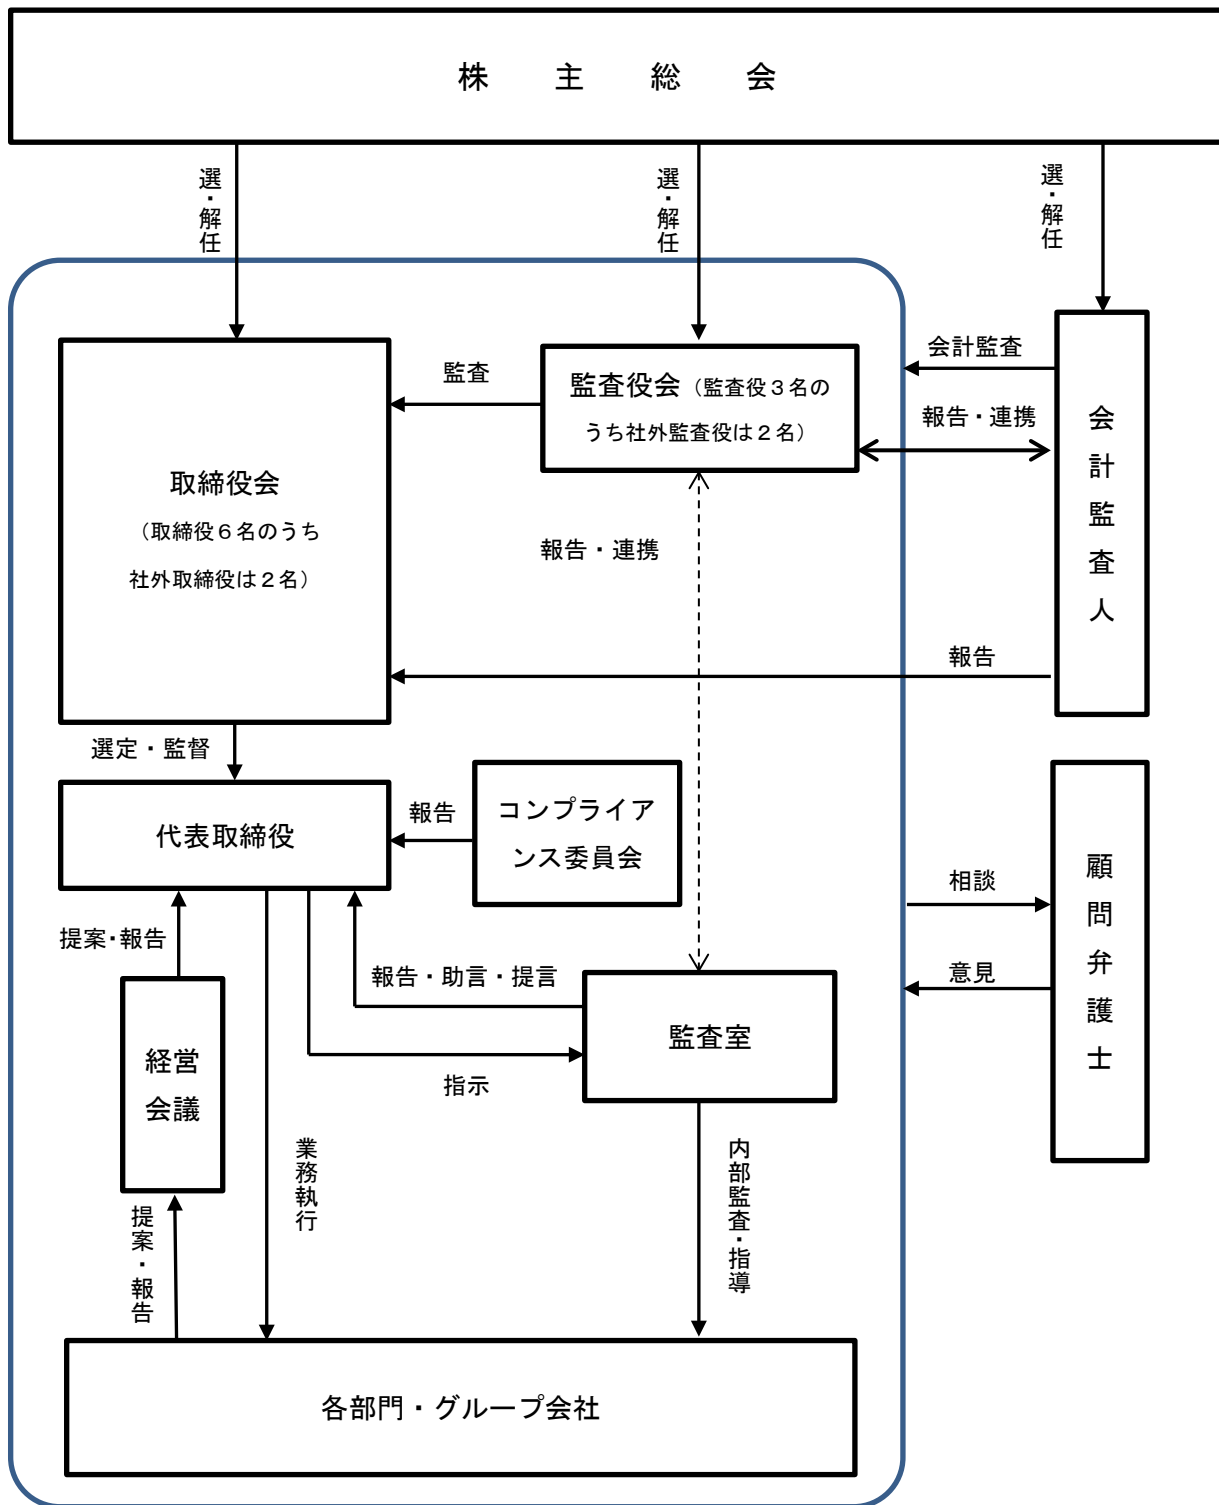 株主総会
選・解任
選・解任
選・解任
会計監査
監査
監査役会（監査役３名の
うち社外監査役は２名）
報告・連携
会計監査人
取締役会
（取締役６名のうち
社外取締役は２名）
報告・連携
報告
選定・監督
代表取締役
報告
コンプライア
ンス委員会
顧問弁護士
相談
意見
提案・報告
報告・助言・提言
監査室
経営
会議
指示
業務執行
内部監査・指導
提案・報告
各部門・グループ会社